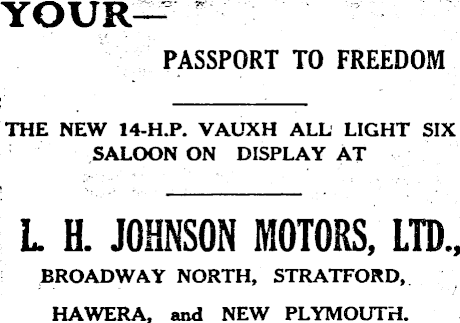 YOUR—
PASSPORT TO FREEDOM
THE NEW 14-H.P. VAUXH ALL LIGHT SIX
SALOON ON DISPLAY AT
L. H. JOHNSON MOTORS, LTD.,
BROADWAY NORTH, STRATFORD,
HAWERA, and NEW PLYMOUTH.